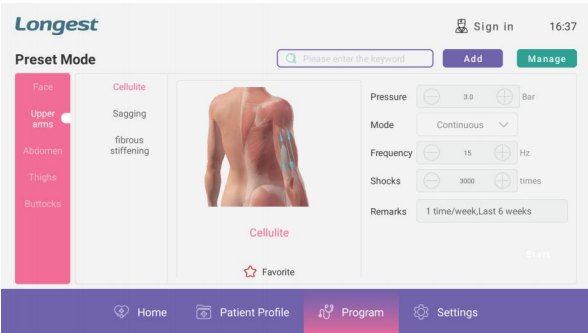 Longest
Sign in
16:37
Preset Mode
Please enter the keyword
Add
Manage
Face
Upper
arms
Abdomen
Thighs
Buttocks
Cellulite
Sagging
fibrous
stiffening
Cellulite
Favorite
Pressure 3.0 Bar
Mode Continuous
Frequency 15 Hz
Shocks 3000 times
Remarks 1 time/week,Last 6 weeks
Start
Home
Patient Profile
Program
Settings